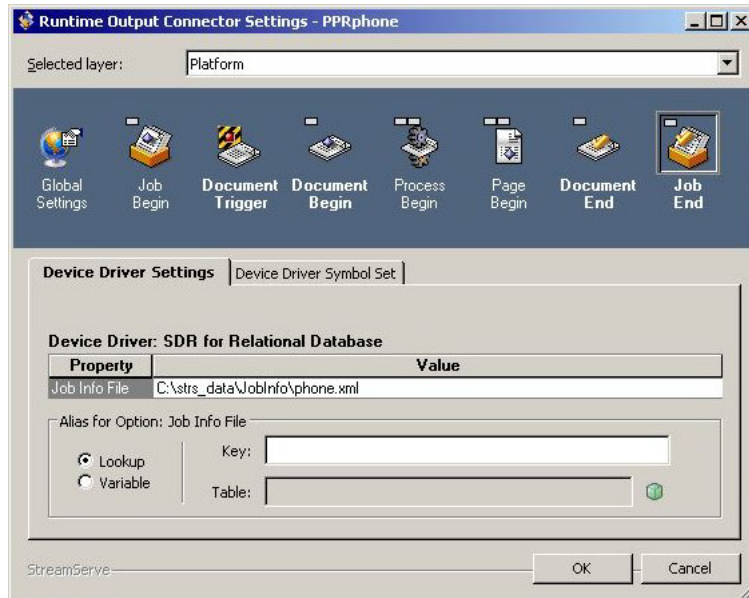 Runtime Output Connector Settings - PPRphone
Selected layer: Platform
Global Settings
Job Begin
Document Trigger
Document Begin
Process Begin
Page Begin
Document End
Job End
Device Driver Settings Device Driver Symbol Set
Device Driver: SDR for Relational Database
Property Value
Job Info File C:\strs_data\JobInfo\phone.xml
Alias for Option: Job Info File
Lookup Key:
Variable Table:
StreamServe OK Cancel